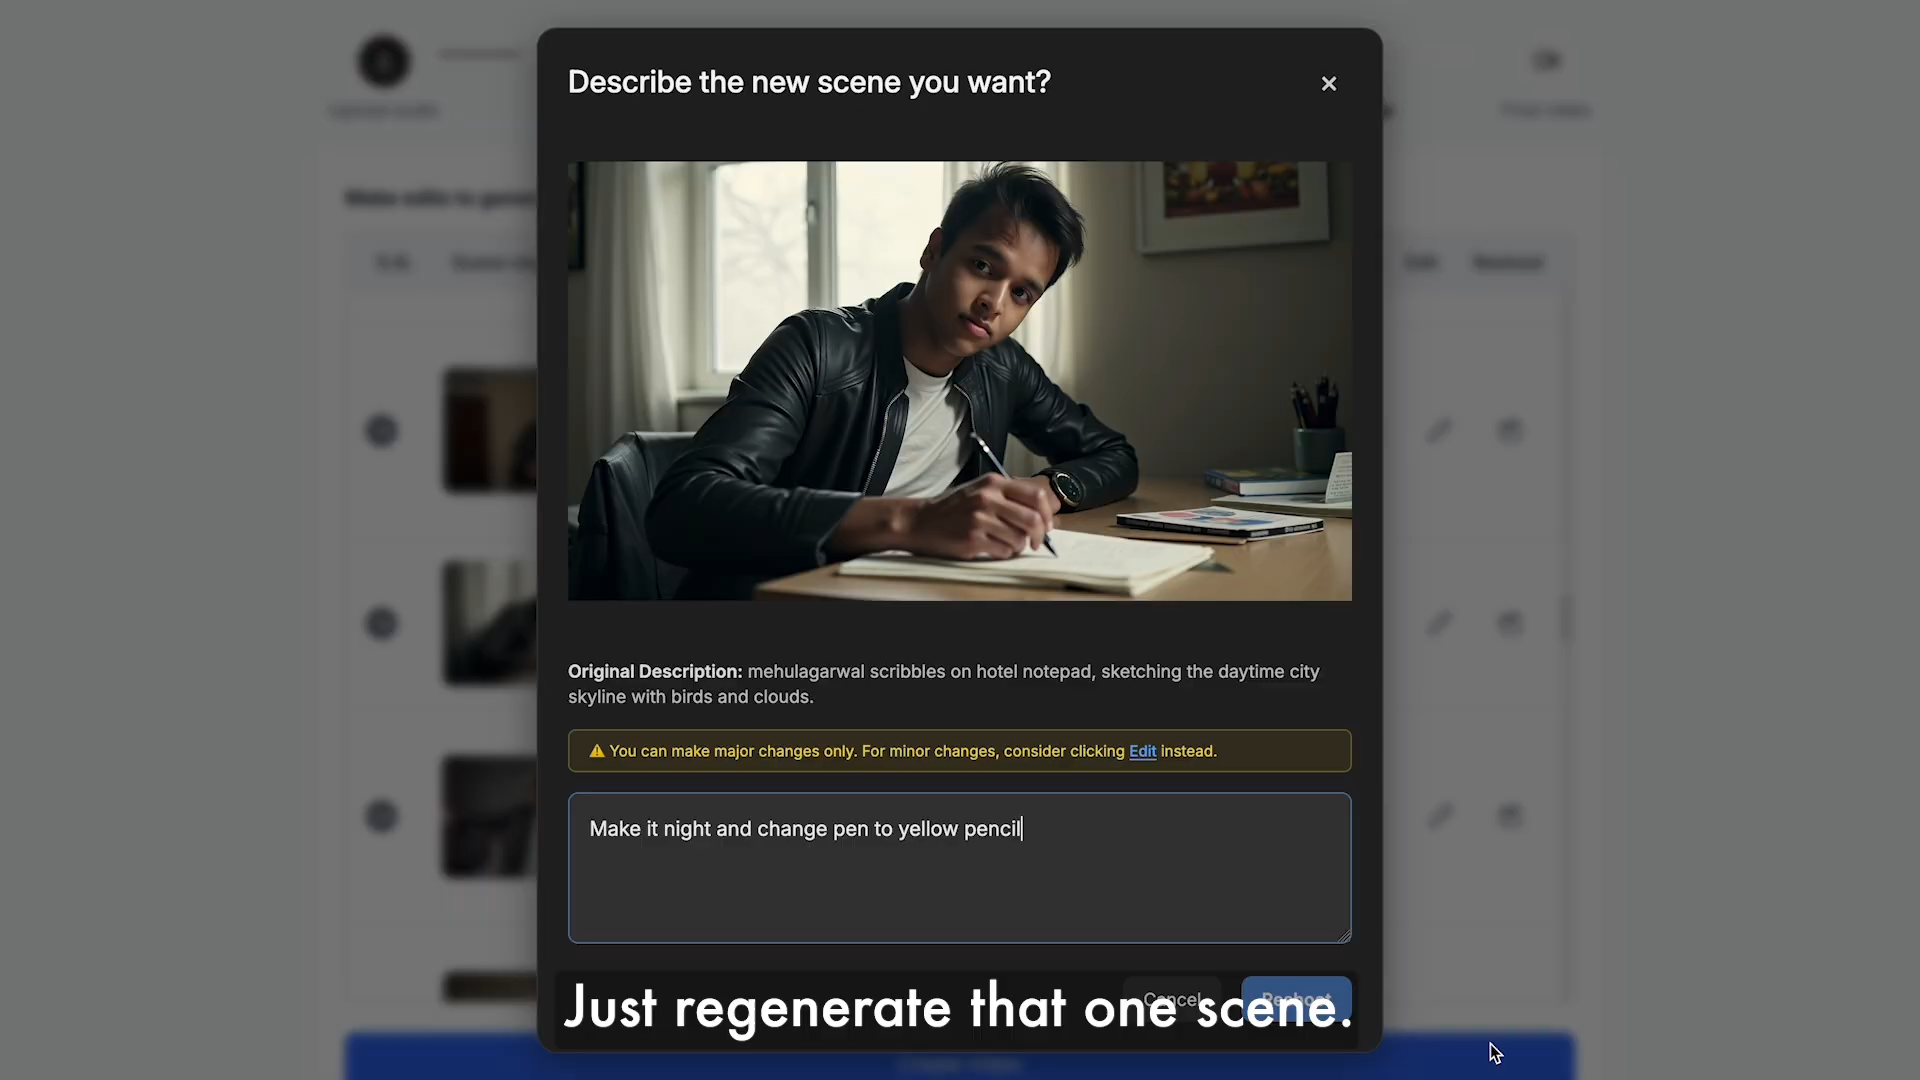 Describe the new scene you want?
Original Description: mehulagarwal scribbles on hotel notepad, sketching the daytime city
skyline with birds and clouds.
You can make major changes only. For minor changes, consider clicking Edit instead.
Make it night and change pen to yellow pencil
Cancel
Just regenerate that one scene.